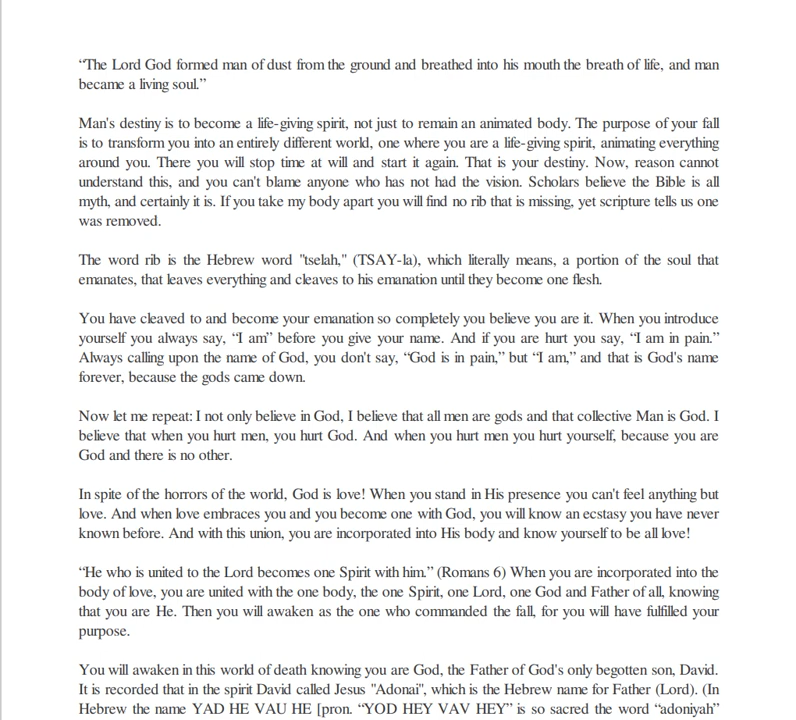 “The Lord God formed man of dust from the ground and breathed into his mouth the breath of life, and man
became a living soul.”
Man's destiny is to become a life-giving spirit, not just to remain an animated body. The purpose of your fall
is to transform you into an entirely different world, one where you are a life-giving spirit, animating everything
around you. There you will stop time at will and start it again. That is your destiny. Now, reason cannot
understand this, and you can't blame anyone who has not had the vision. Scholars believe the Bible is all
myth, and certainly it is. If you take my body apart you will find no rib that is missing, yet scripture tells us one
was removed.
The word rib is the Hebrew word "tselah," (TSAY-la), which literally means, a portion of the soul that
emanates, that leaves everything and cleaves to his emanation until they become one flesh.
You have cleaved to and become your emanation so completely you believe you are it. When you introduce
yourself you always say, “I am” before you give your name. And if you are hurt you say, “I am in pain.”
Always calling upon the name of God, you don't say, “God is in pain,” but “I am,” and that is God's name
forever, because the gods came down.
Now let me repeat: I not only believe in God, I believe that all men are gods and that collective Man is God. I
believe that when you hurt men, you hurt God. And when you hurt men you hurt yourself, because you are
God and there is no other.
In spite of the horrors of the world, God is love! When you stand in His presence you can't feel anything but
love. And when love embraces you and you become one with God, you will know an ecstasy you have never
known before. And with this union, you are incorporated into His body and know yourself to be all love!
“He who is united to the Lord becomes one Spirit with him.” (Romans 6) When you are incorporated into the
body of love, you are united with the one body, the one Spirit, one Lord, one God and Father of all, knowing
that you are He. Then you will awaken as the one who commanded the fall, for you will have fulfilled your
purpose.
You will awaken in this world of death knowing you are God, the Father of God's only begotten son, David.
It is recorded that in the spirit David called Jesus "Adonai", which is the Hebrew name for Father (Lord). (In
Hebrew the name YAD HE VAU HE [pron. “YOD HEY VAV HEY” is so sacred the word “adoniyah”